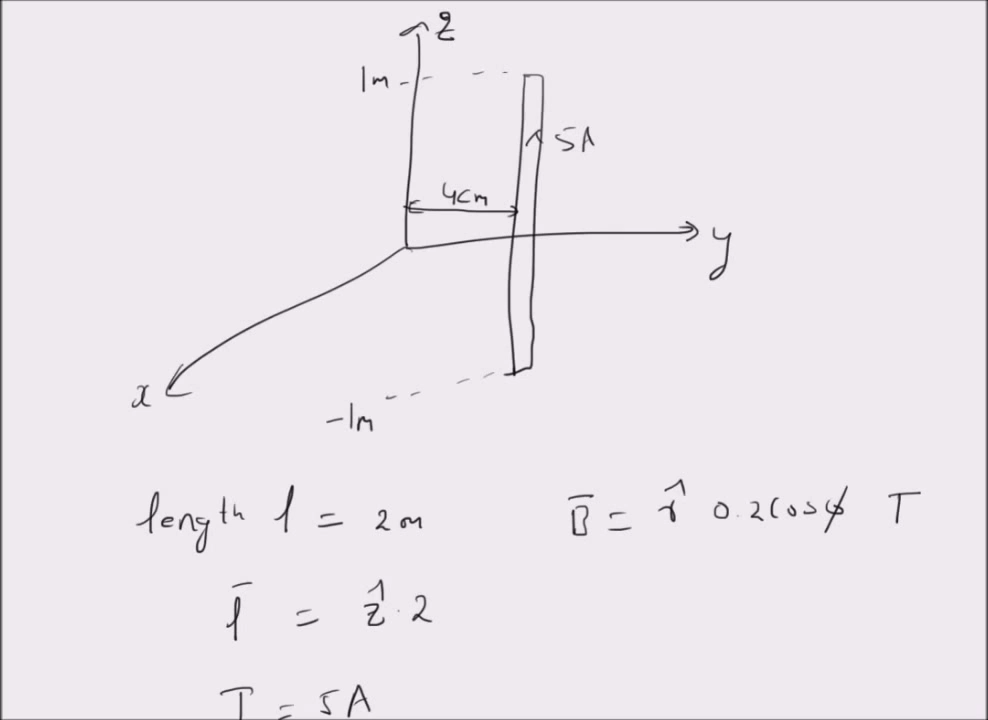 z
1m
5A
4cm
y
x
-1m
length l = 2m
B̅ = r̂ 0.2cosϕ T
l̅ = ẑ.2
I = 5A